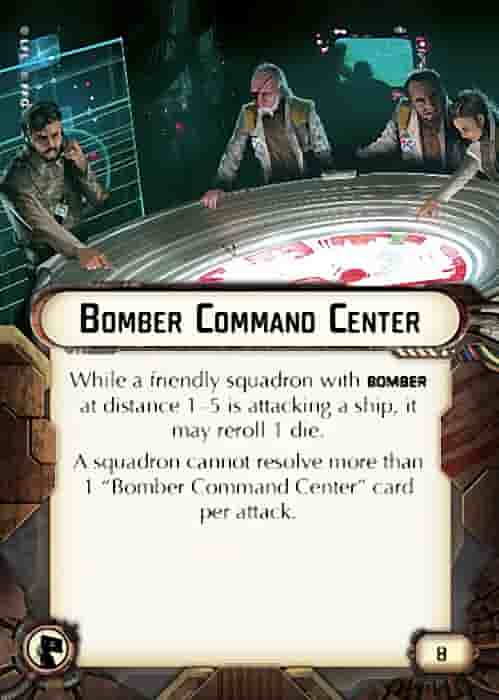 Bomber Command Center
While a friendly squadron with BOMBER
at distance 1–5 is attacking a ship, it
may reroll 1 die.
A squadron cannot resolve more than
1 “Bomber Command Center” card
per attack.
8